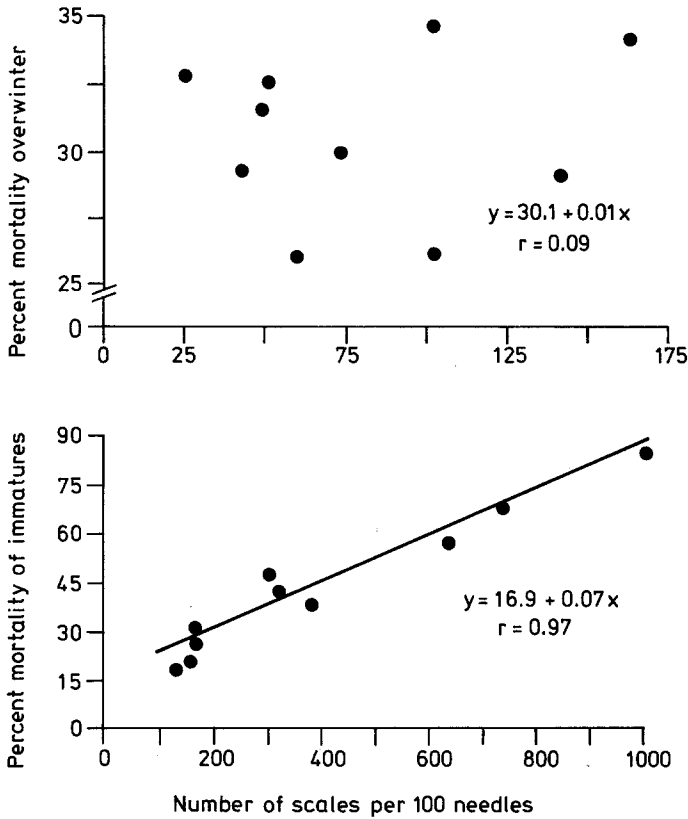 Percent mortality overwinter
35
30
25
0
0 25 75 125 175
y = 30.1 + 0.01x
r = 0.09
Percent mortality of immatures
90
75
60
45
30
15
0
0 200 400 600 800 1000
y = 16.9 + 0.07x
r = 0.97
Number of scales per 100 needles